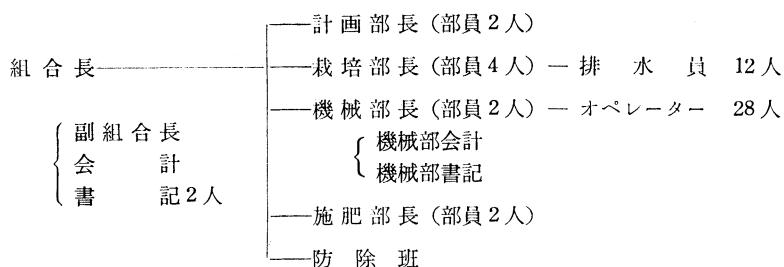 計画部長（部員2人）
組合長 栽培部長（部員4人）― 排水員 12人
機械部長（部員2人）― オペレーター 28人
副組合長 機械部会計
会計 機械部書記
書記2人
施肥部長（部員2人）
防除班